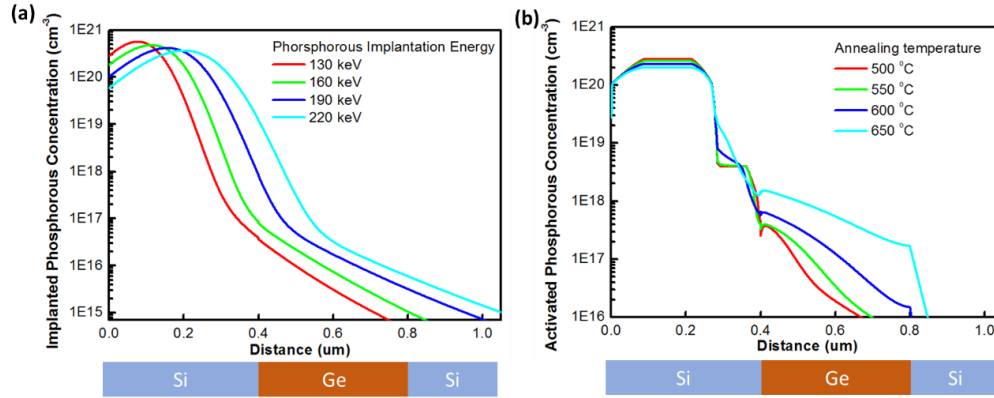 (a)
Implanted Phosphorous Concentration (cm-3)
1E21
1E20
1E19
1E18
1E17
1E16
1E15
Phorsphorous Implantation Energy
130 keV
160 keV
190 keV
220 keV
0.0 0.2 0.4 0.6 0.8 1.0
Distance (um)
Si Ge Si
(b)
Activated Phosphorous Concentration (cm-3)
1E21
1E20
1E19
1E18
1E17
1E16
Annealing temperature
500 °C
550 °C
600 °C
650 °C
0.0 0.2 0.4 0.6 0.8 1.0
Distance (um)
Si Ge Si